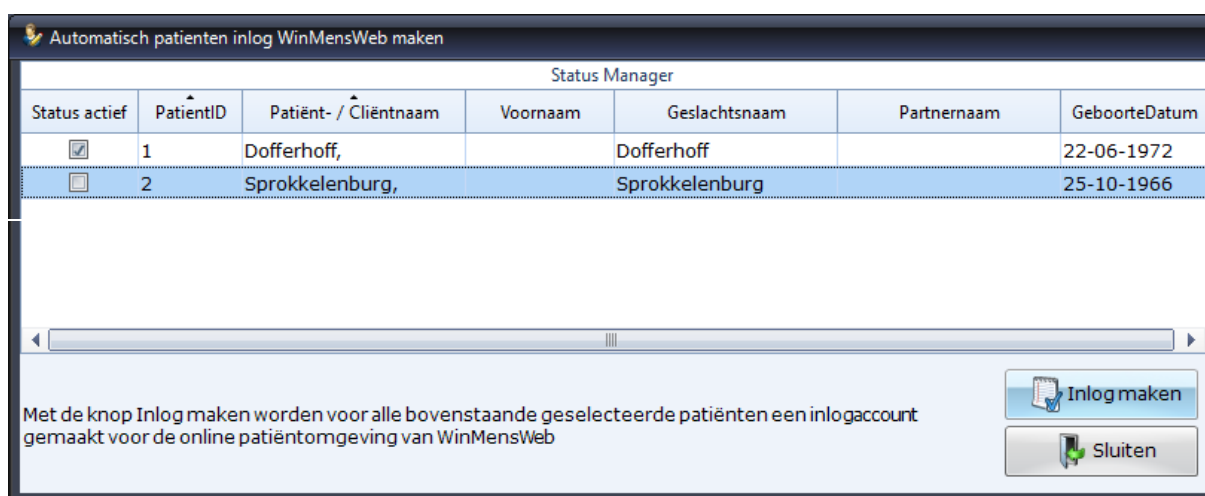 Automatisch patienten inlog WinMensWeb maken
Status Manager
Status actief PatientID Patiënt- / Cliëntnaam Voornaam Geslachtsnaam Partnernaam GeboorteDatum
1 Dofferhoff, Dofferhoff 22-06-1972
2 Sprokkelenburg, Sprokkelenburg 25-10-1966
Inlog maken
Met de knop Inlog maken worden voor alle bovenstaande geselecteerde patiënten een inlogaccount
gemaakt voor de online patiëntomgeving van WinMensWeb
Sluiten